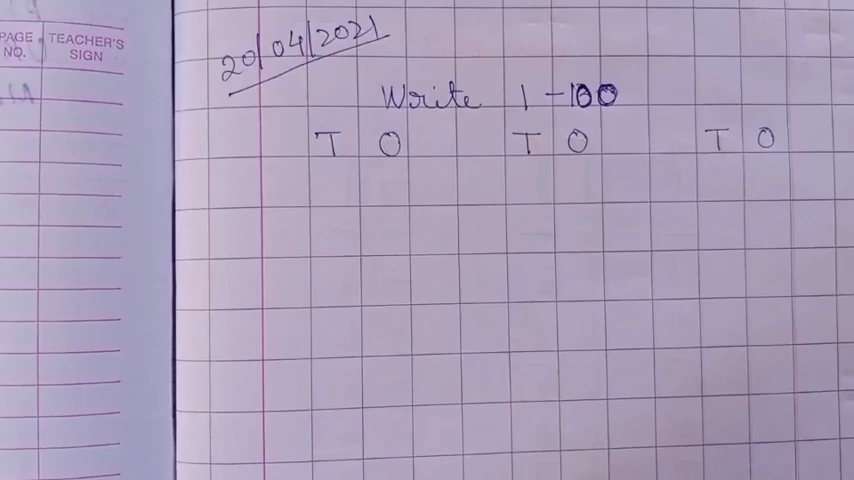 PAGE NO.
TEACHER'S SIGN
20/04/2021
Write 1-100
T O T O T O